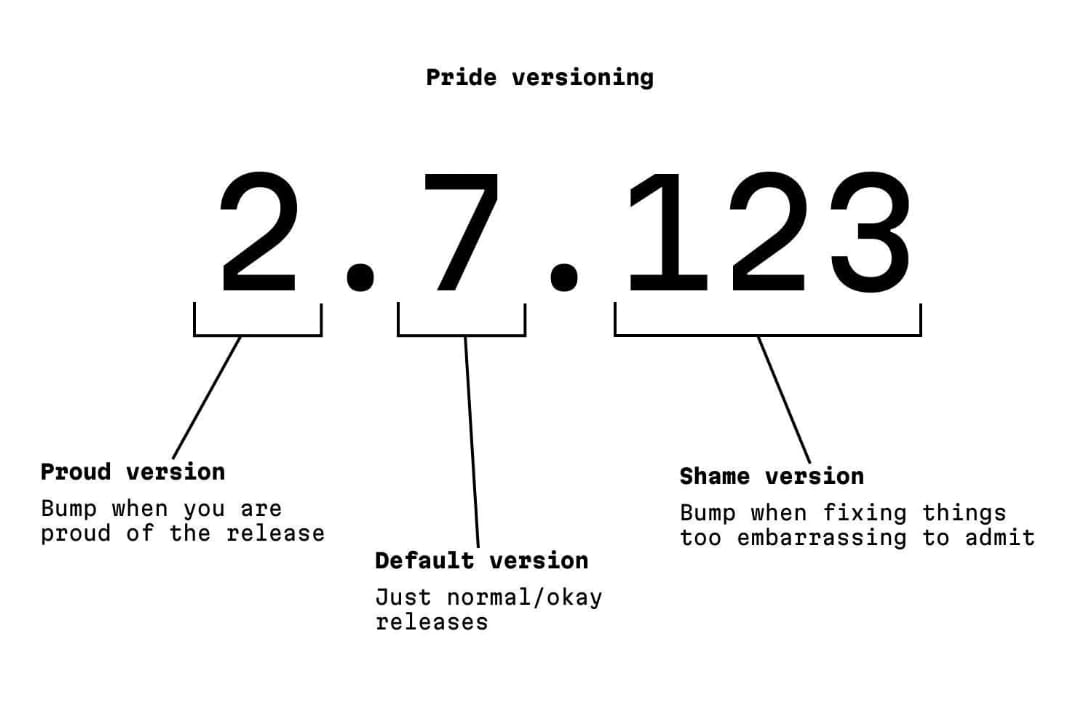 Pride versioning
2.7.123
Proud version
Bump when you are
proud of the release
Default version
Just normal/okay
releases
Shame version
Bump when fixing things
too embarrassing to admit